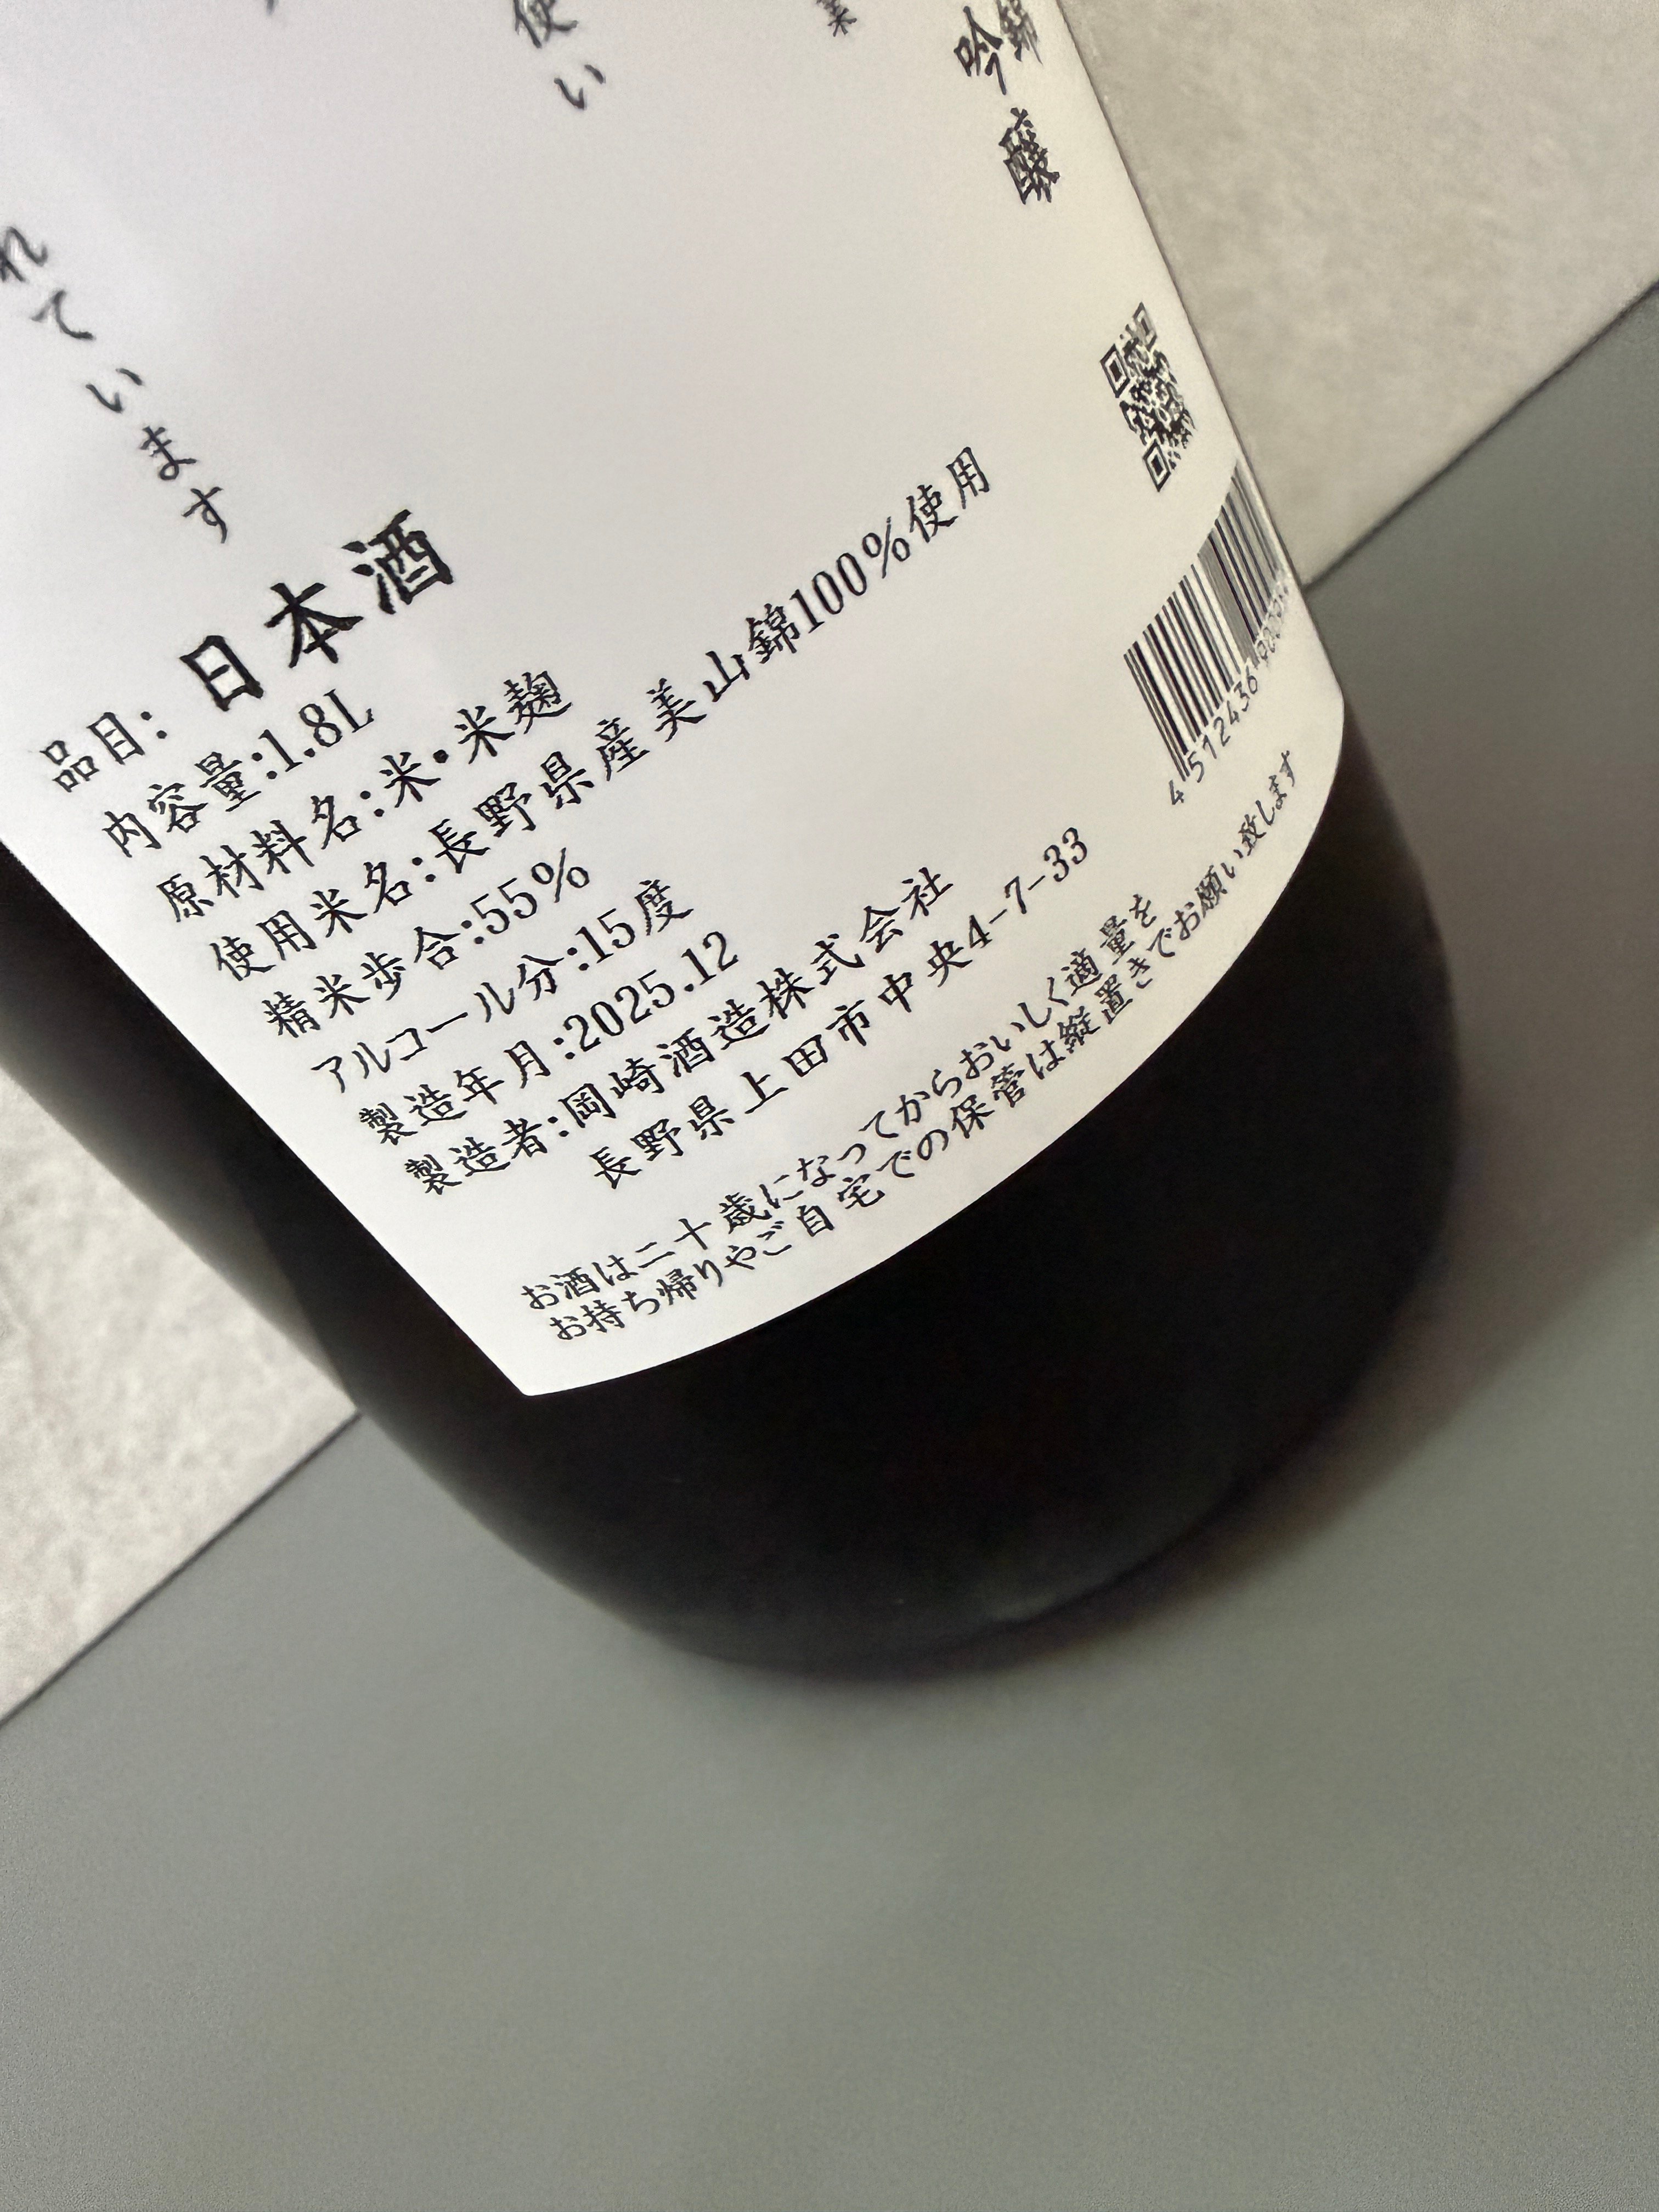 吟醸
使い
れています
品目: 日本酒
内容量:1.8L
原材料名:米・米麹
使用米名:長野県産美山錦100%使用
精米歩合:55%
アルコール分:15度
製造年月:2025.12
製造者:岡崎酒造株式会社
長野県上田市中央4-7-33
お酒は二十歳になってからおいしく適量を
お持ち帰りやご自宅での保管は縦置きでお願い致します